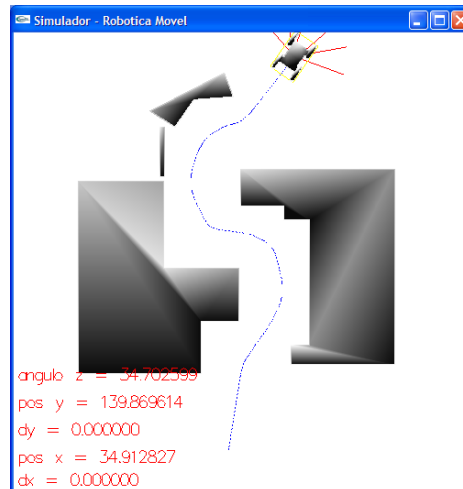 Simulador - Robotica Movel
angulo z = 34.702599
pos y = 139.869614
dy = 0.000000
pos x = 34.912827
dx = 0.000000